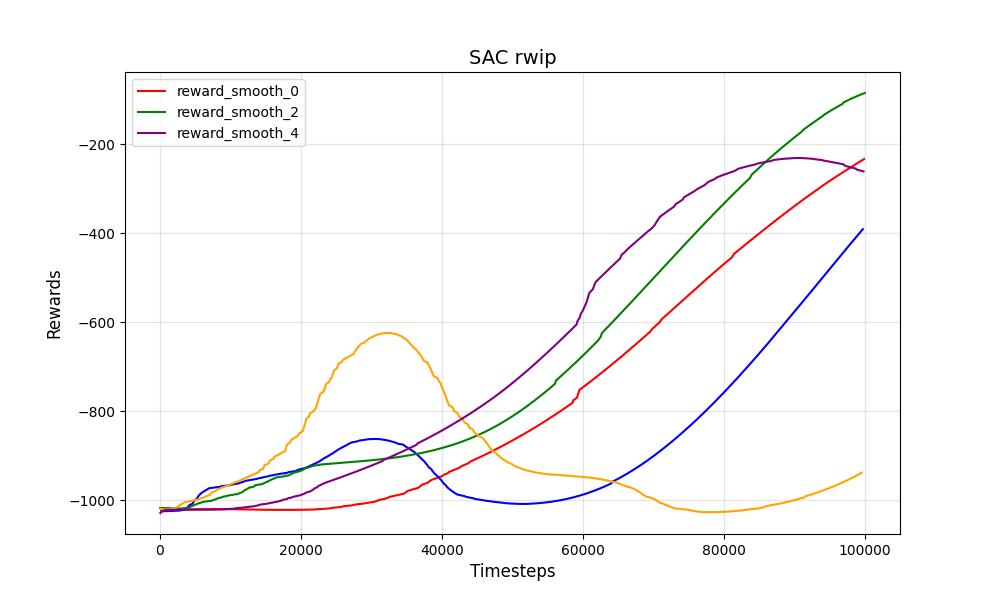 SAC rwip
reward_smooth_0
reward_smooth_2
reward_smooth_4
Rewards
−200
−400
−600
−800
−1000
0 20000 40000 60000 80000 100000
Timesteps